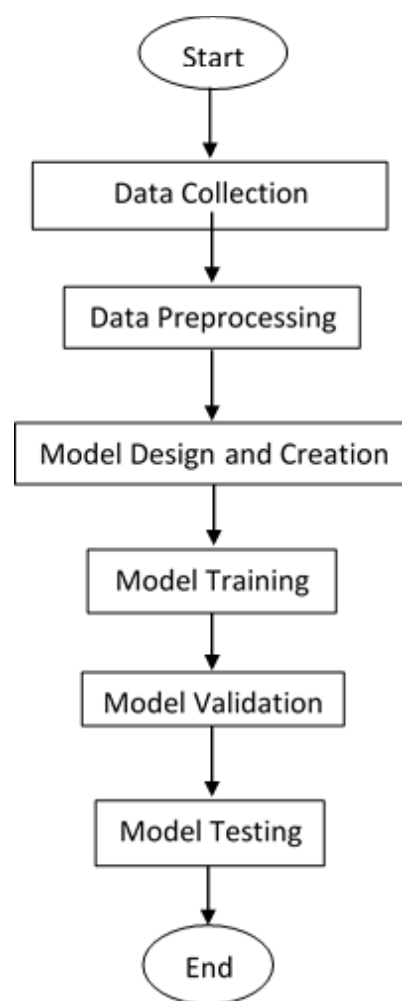 Start
Data Collection
Data Preprocessing
Model Design and Creation
Model Training
Model Validation
Model Testing
End